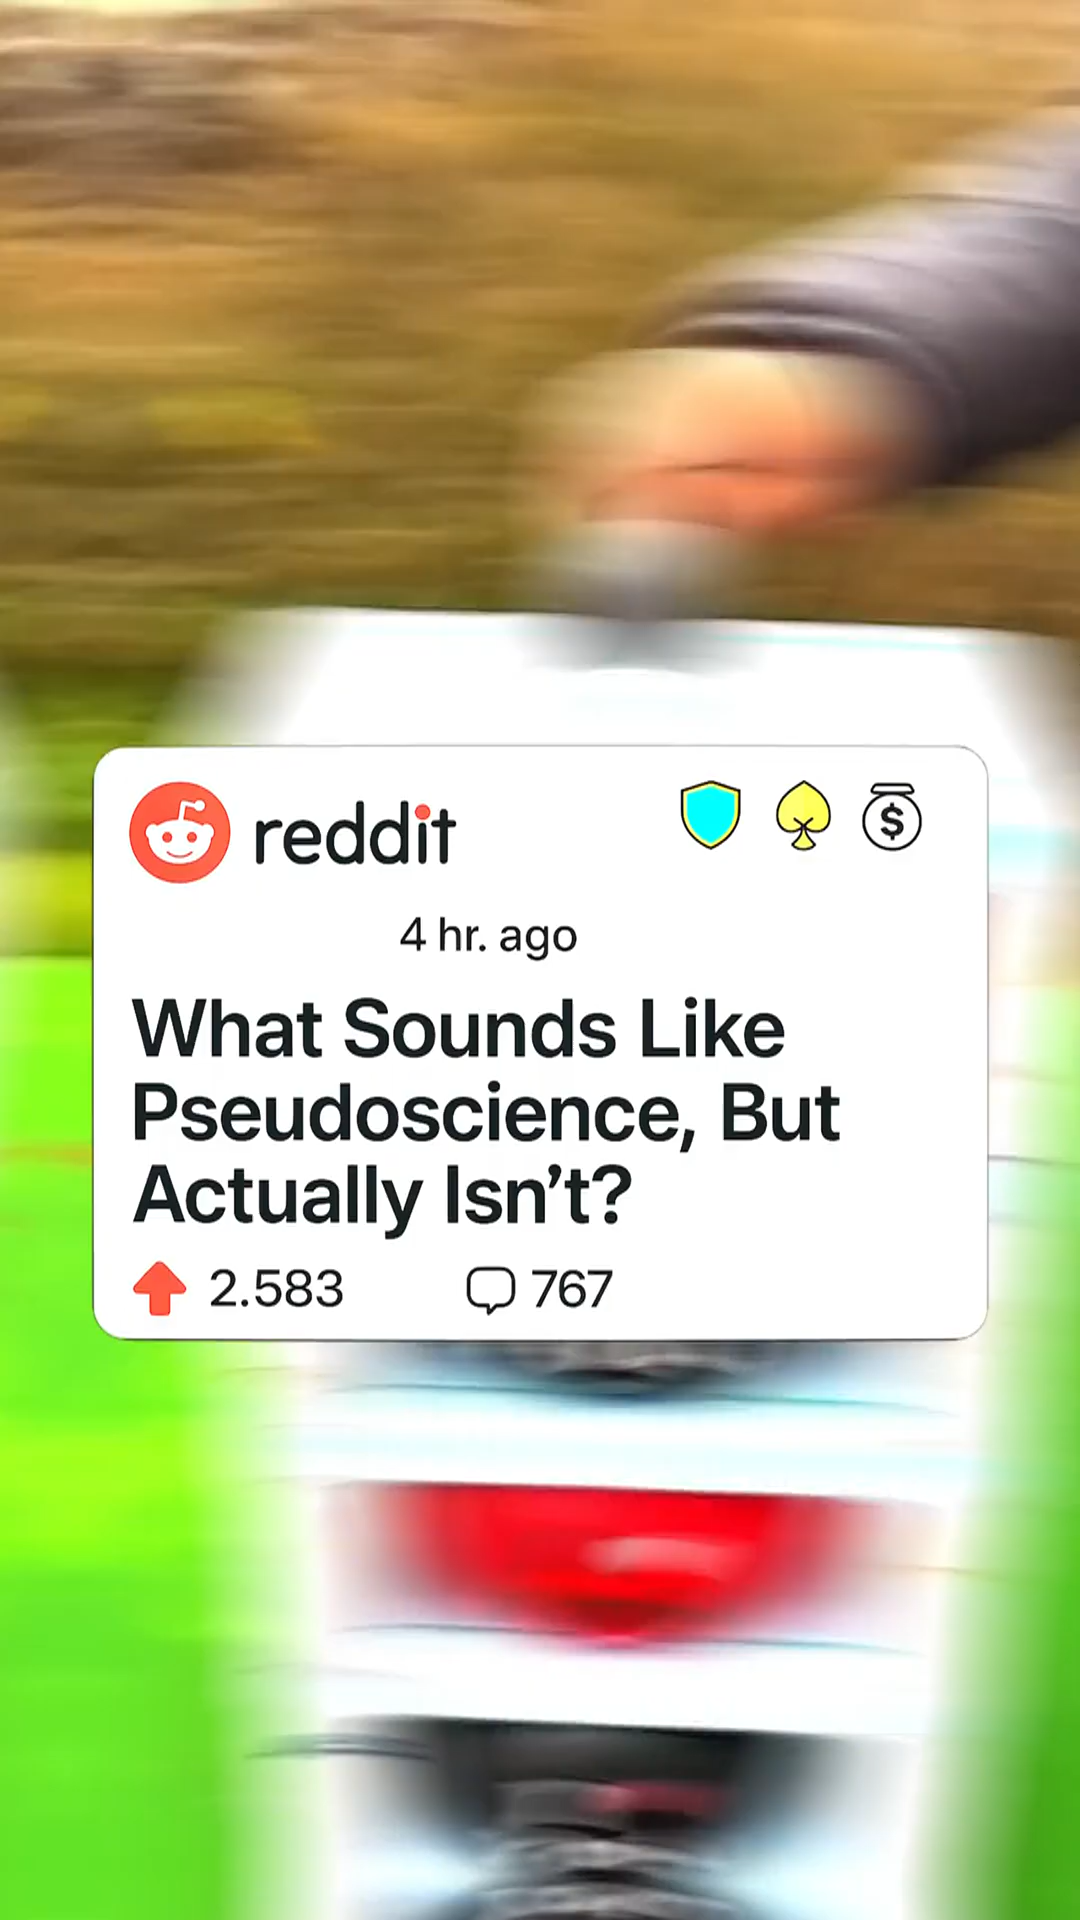 reddit
4 hr. ago
What Sounds Like
Pseudoscience, But
Actually Isn’t?
2.583
767